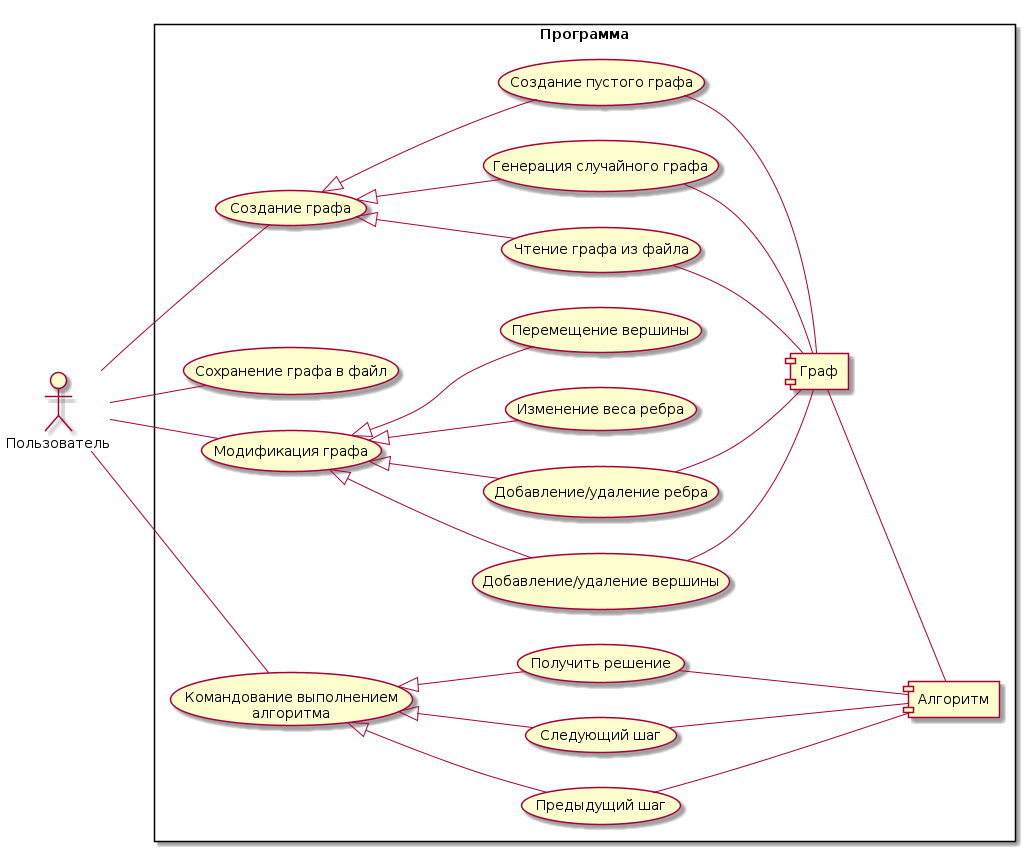 Программа
Создание пустого графа
Генерация случайного графа
Создание графа
Чтение графа из файла
Перемещение вершины
Сохранение графа в файл
Граф
Изменение веса ребра
Пользователь
Модификация графа
Добавление/удаление ребра
Добавление/удаление вершины
Получить решение
Командование выполнением
алгоритма
Алгоритм
Следующий шаг
Предыдущий шаг